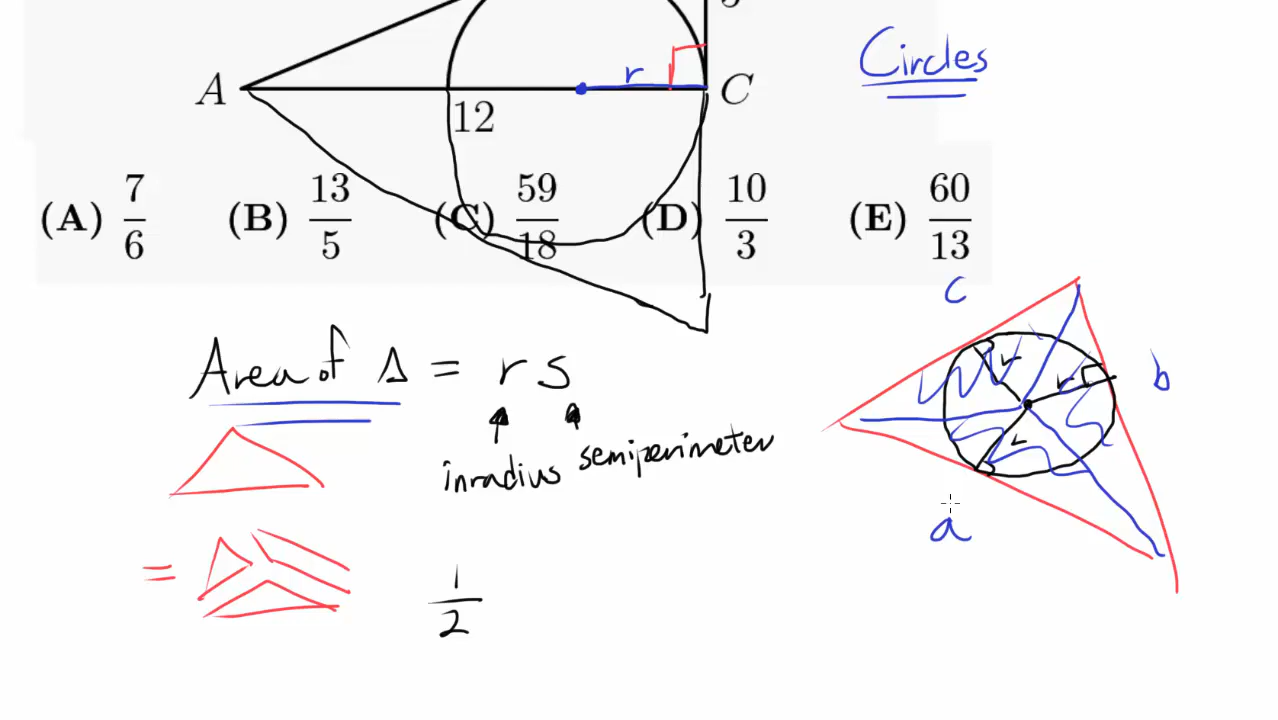 Circles
r
A
C
12
(A) 7/6 (B) 13/5 (C) 59/18 (D) 10/3 (E) 60/13
c
Area of Δ = r s
r
r
b
r
inradius semiperimeter
a
=
1/2